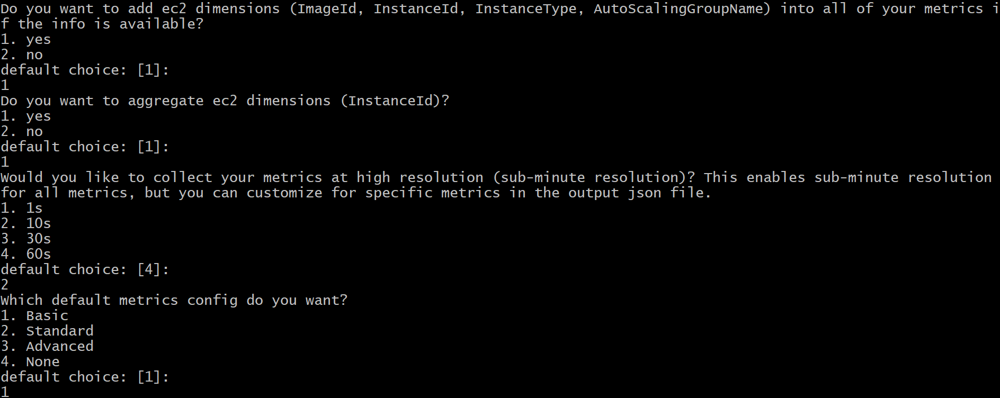 Do you want to add ec2 dimensions (ImageId, InstanceId, InstanceType, AutoScalingGroupName) into all of your metrics i
f the info is available?
1. yes
2. no
default choice: [1]:
1
Do you want to aggregate ec2 dimensions (InstanceId)?
1. yes
2. no
default choice: [1]:
1
Would you like to collect your metrics at high resolution (sub-minute resolution)? This enables sub-minute resolution
for all metrics, but you can customize for specific metrics in the output json file.
1. 1s
2. 10s
3. 30s
4. 60s
default choice: [4]:
2
Which default metrics config do you want?
1. Basic
2. Standard
3. Advanced
4. None
default choice: [1]:
1